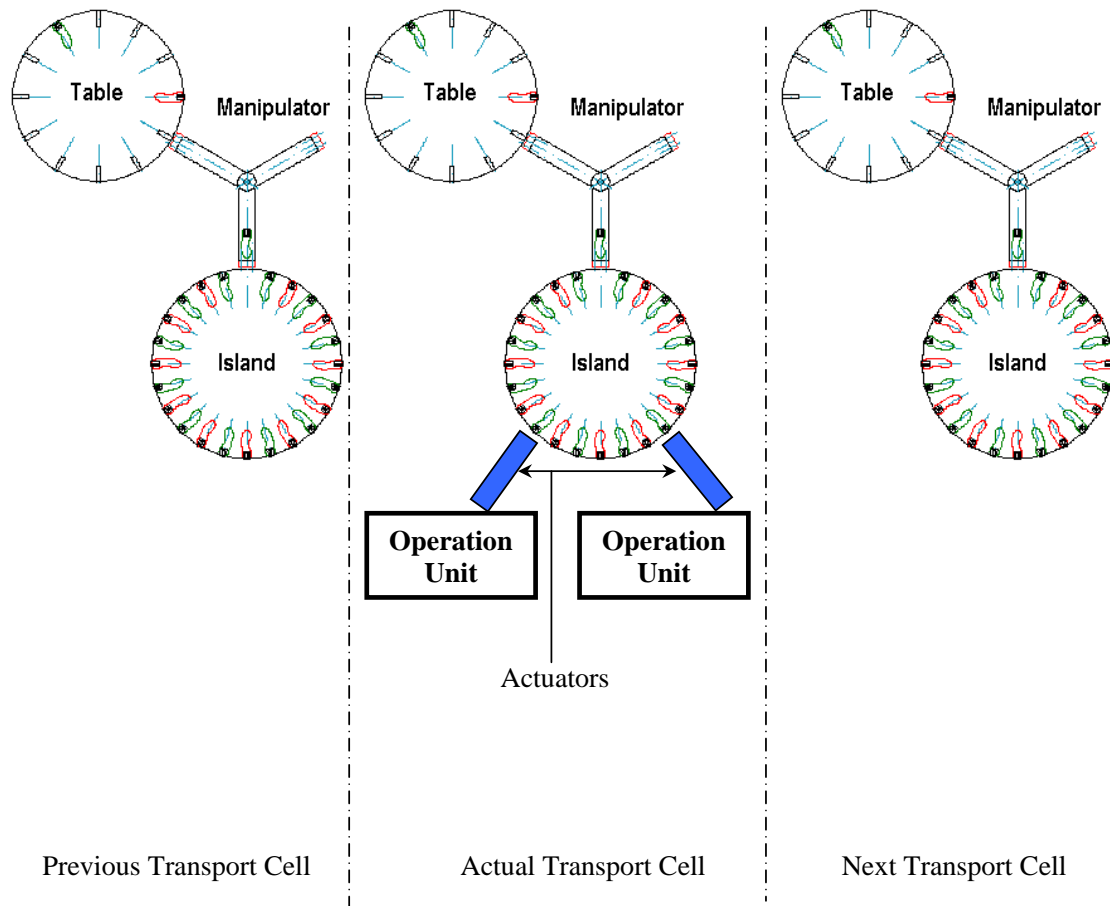 Table
Manipulator
Island
Previous Transport Cell
Table
Manipulator
Island
Operation
Unit
Operation
Unit
Actuators
Actual Transport Cell
Table
Manipulator
Island
Next Transport Cell